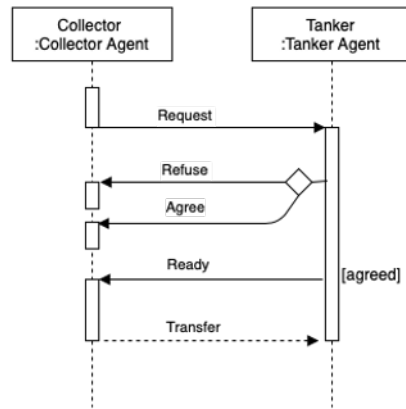 Collector
:Collector Agent
Tanker
:Tanker Agent
Request
Refuse
Agree
Ready
[agreed]
Transfer